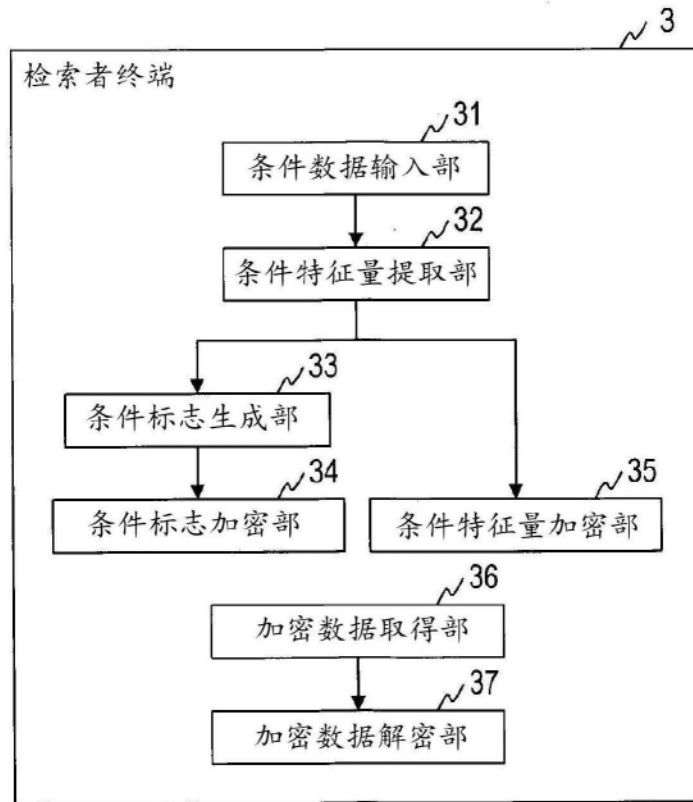 3
检索者终端
31
条件数据输入部
32
条件特征量提取部
33
条件标志生成部
34
条件标志加密部
35
条件特征量加密部
36
加密数据取得部
37
加密数据解密部